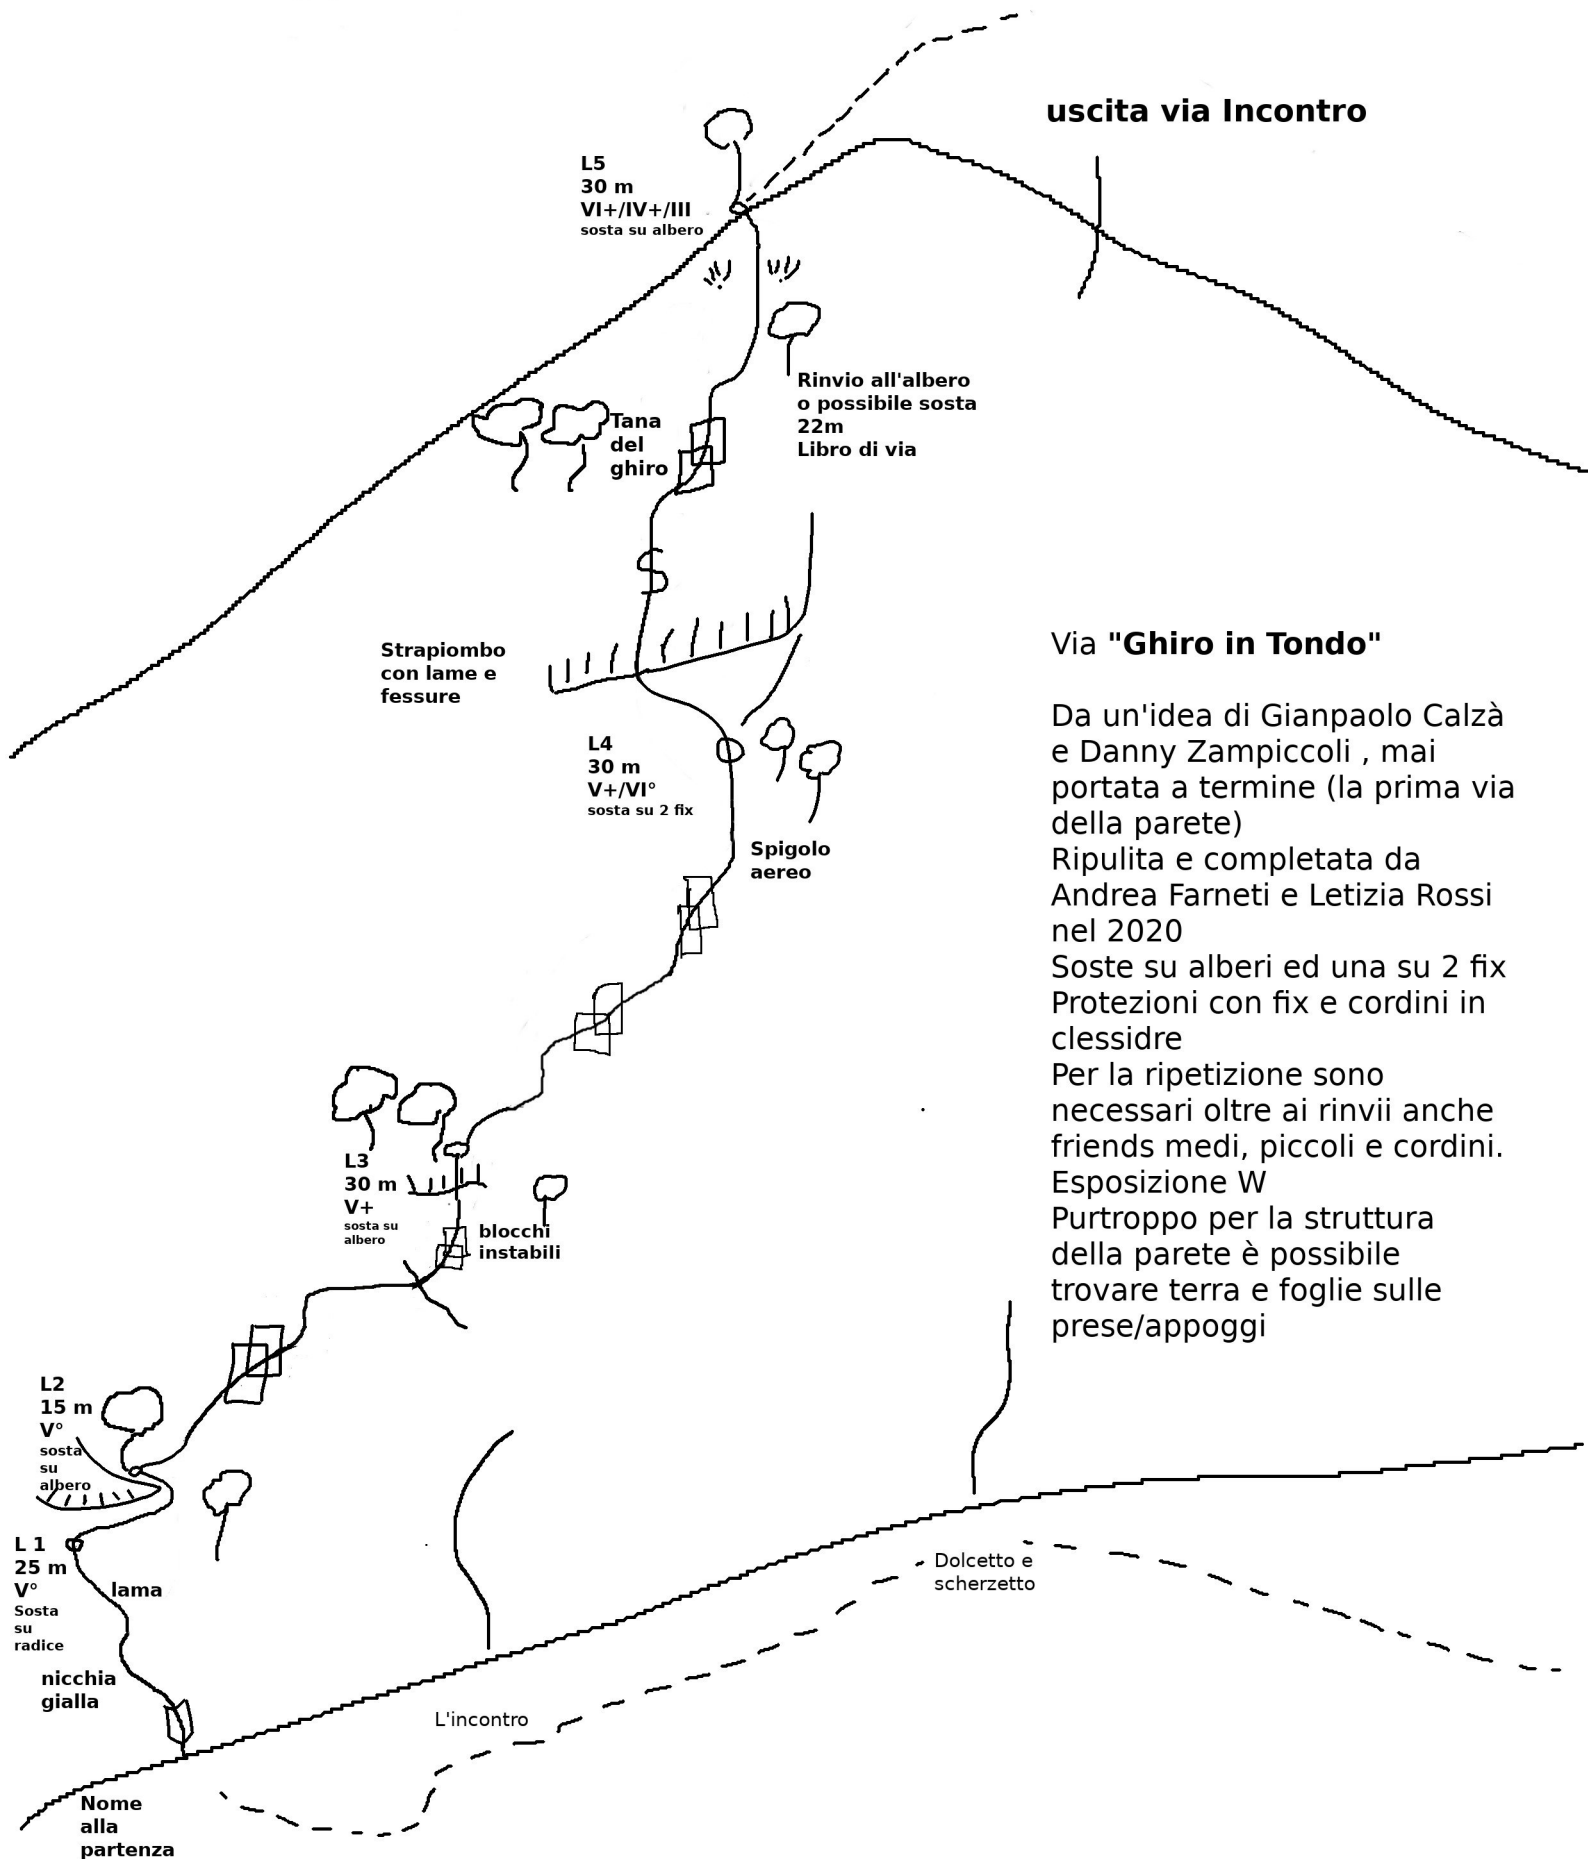 uscita via Incontro
L5
30 m
VI+/IV+/III
sosta su albero
Rinvio all'albero
o possibile sosta
22m
Libro di via
Tana
del
ghiro
Strapiombo
con lame e
fessure
L4
30 m
V+/VI°
sosta su 2 fix
Spigolo
aereo
Via "Ghiro in Tondo"
Da un'idea di Gianpaolo Calzà
e Danny Zampiccoli , mai
portata a termine (la prima via
della parete)
Ripulita e completata da
Andrea Farneti e Letizia Rossi
nel 2020
Soste su alberi ed una su 2 fix
Protezioni con fix e cordini in
clessidre
Per la ripetizione sono
necessari oltre ai rinvii anche
friends medi, piccoli e cordini.
Esposizione W
Purtroppo per la struttura
della parete è possibile
trovare terra e foglie sulle
prese/appoggi
L3
30 m
V+
sosta su
albero
blocchi
instabili
L2
15 m
V°
sosta
su
albero
L 1
25 m
V°
Sosta
su
radice
lama
nicchia
gialla
Dolcetto e
scherzetto
L'incontro
Nome
alla
partenza